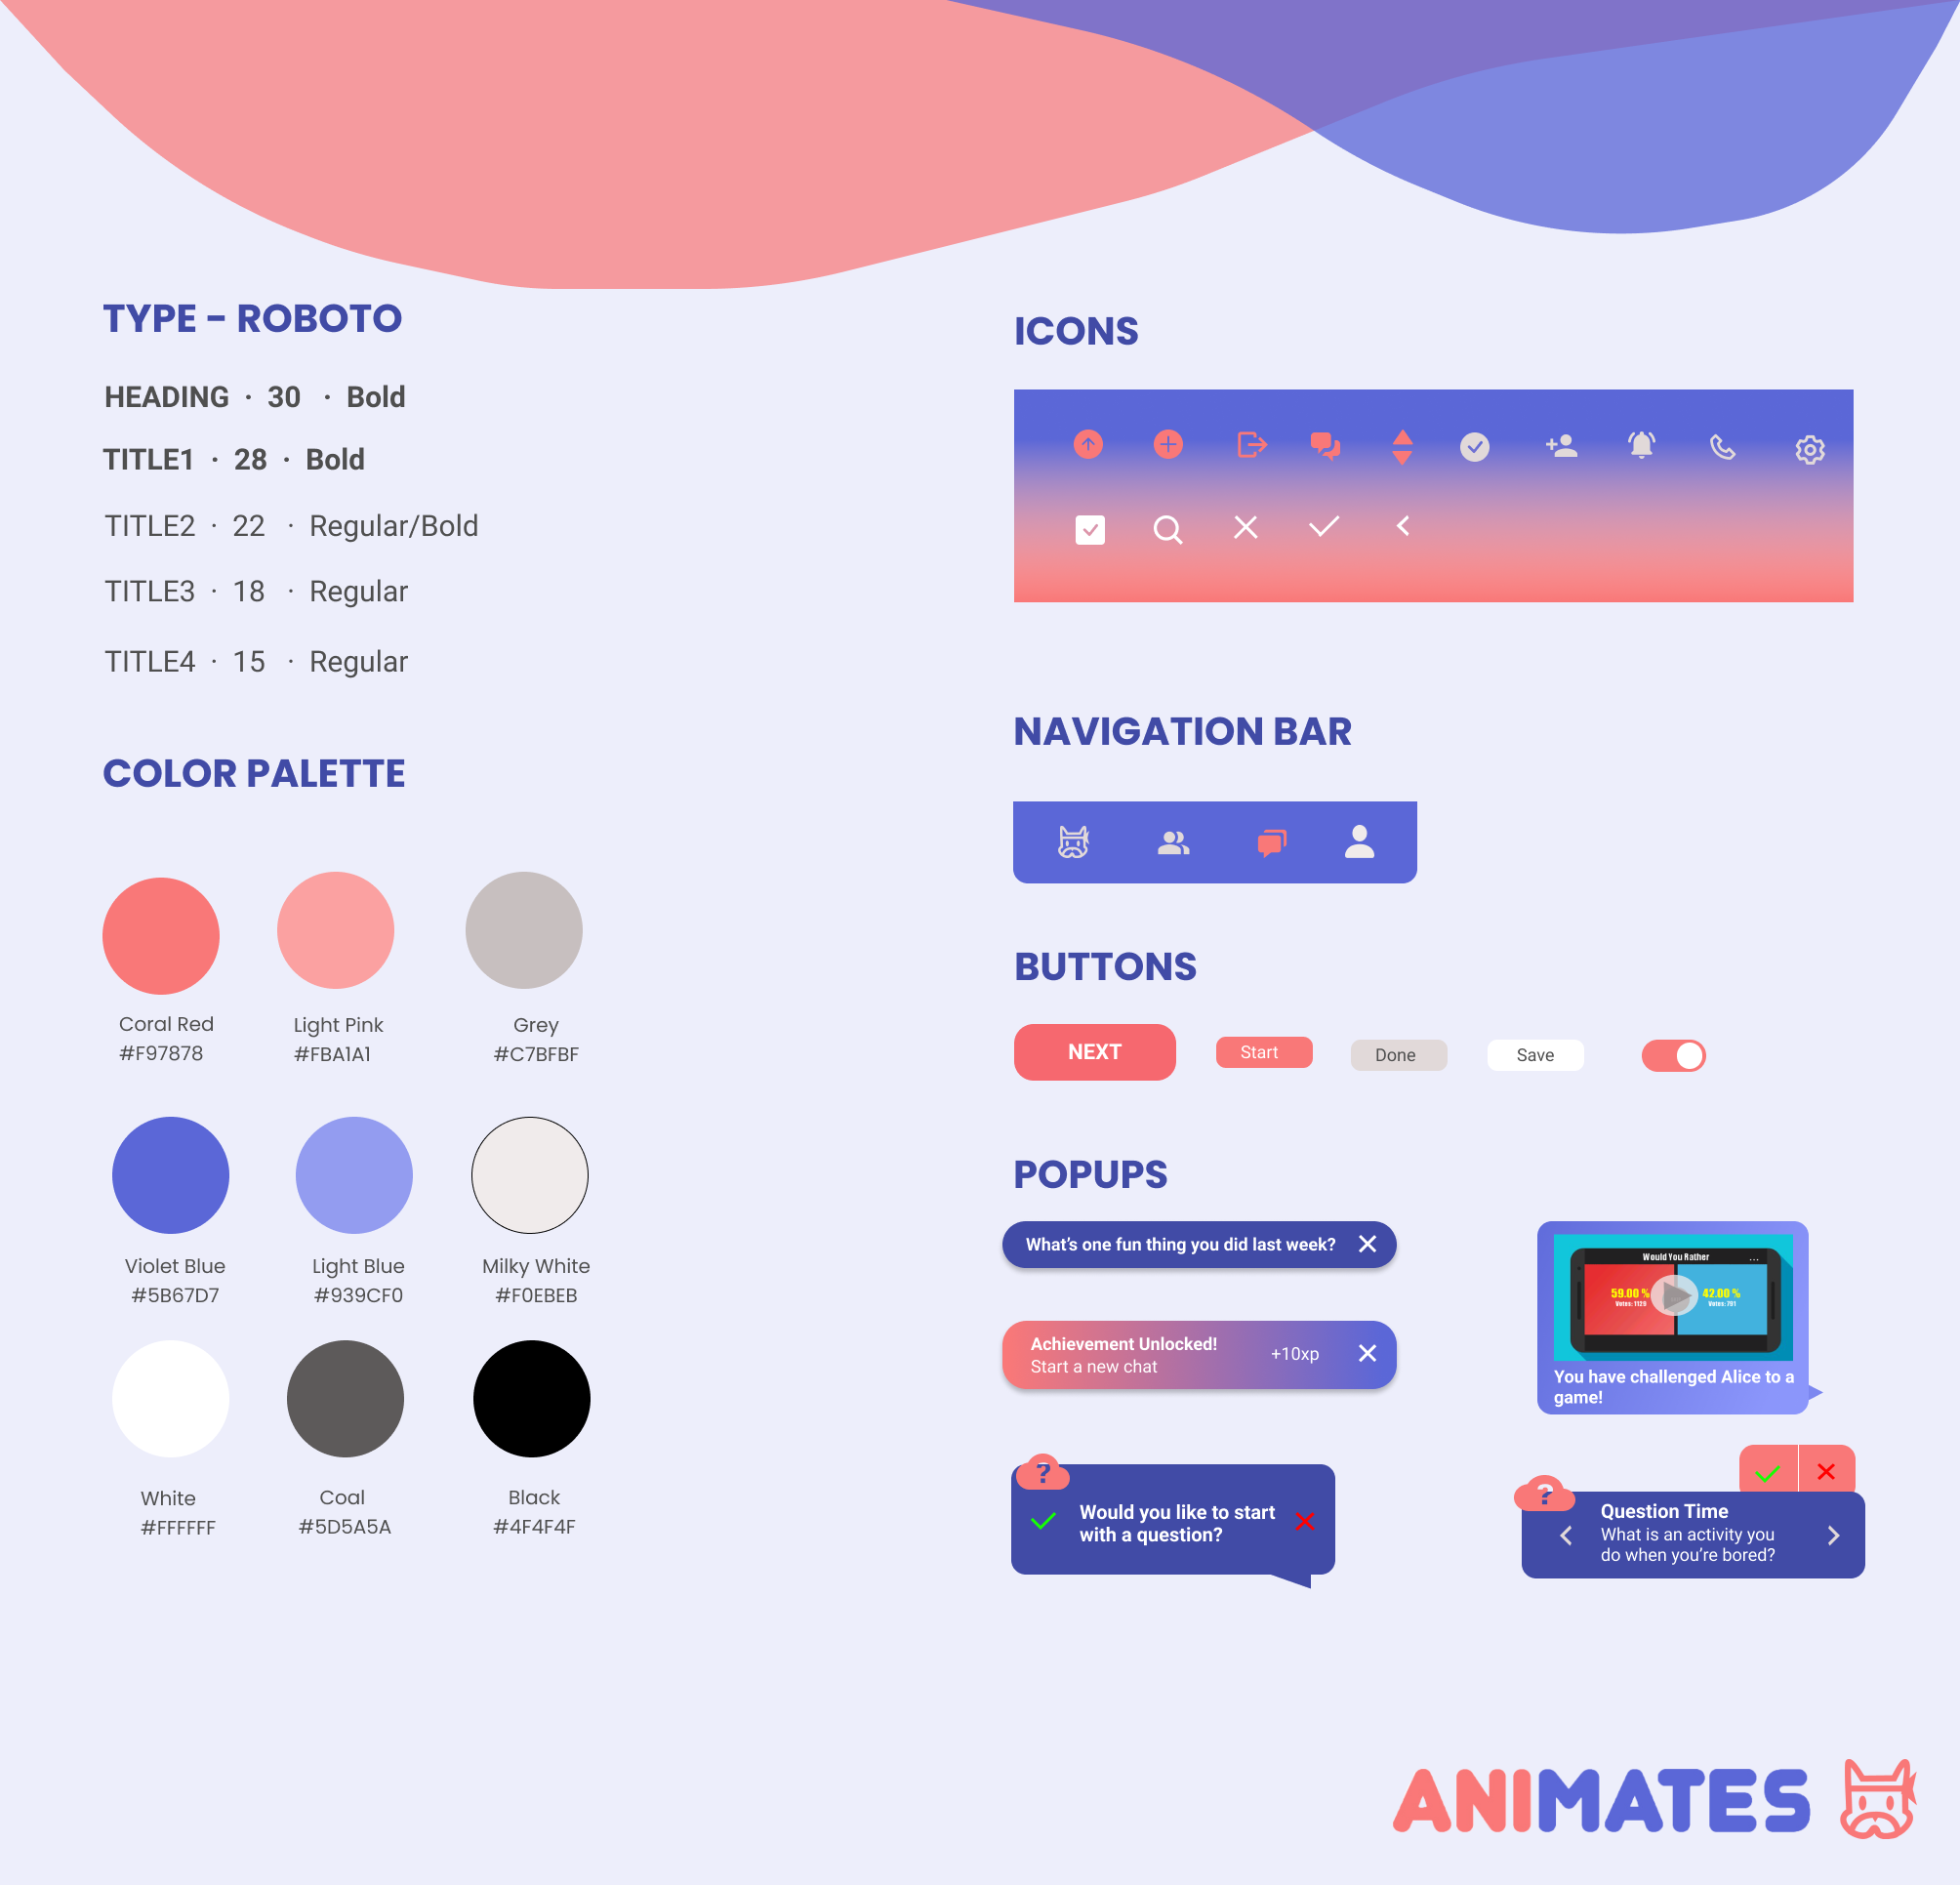 TYPE - ROBOTO
HEADING · 30 · Bold
TITLE1 · 28 · Bold
TITLE2 · 22 · Regular/Bold
TITLE3 · 18 · Regular
TITLE4 · 15 · Regular
COLOR PALETTE
Coral Red
#F97878
Light Pink
#FBA1A1
Grey
#C7BFBF
Violet Blue
#5B67D7
Light Blue
#939CF0
Milky White
#F0EBEB
White
#FFFFFF
Coal
#5D5A5A
Black
#4F4F4F
ICONS
NAVIGATION BAR
BUTTONS
NEXT
Start
Done
Save
POPUPS
What's one fun thing you did last week?
Achievement Unlocked!
Start a new chat
+10xp
?
Would you like to start
with a question?
Would You Rather
...
59.00 %
Votes: 1129
42.00 %
Votes: 791
You have challenged Alice to a
game!
?
Question Time
What is an activity you
do when you're bored?
ANIMATES